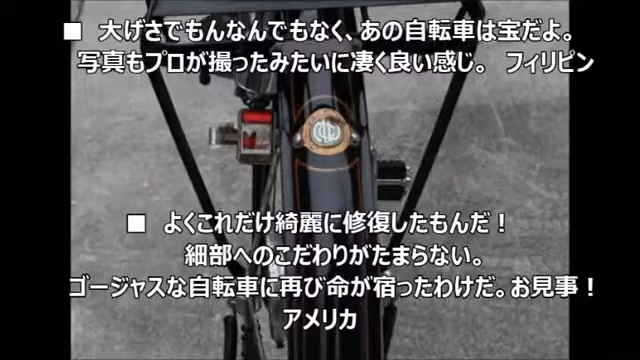 ■ 大げさでもんなんでもなく、あの自転車は宝だよ。
写真もプロが撮ったみたいに凄く良い感じ。 フィリピン
■ よくこれだけ綺麗に修復したもんだ！
細部へのこだわりがたまらない。
ゴージャスな自転車に再び命が宿ったわけだ。お見事！
アメリカ